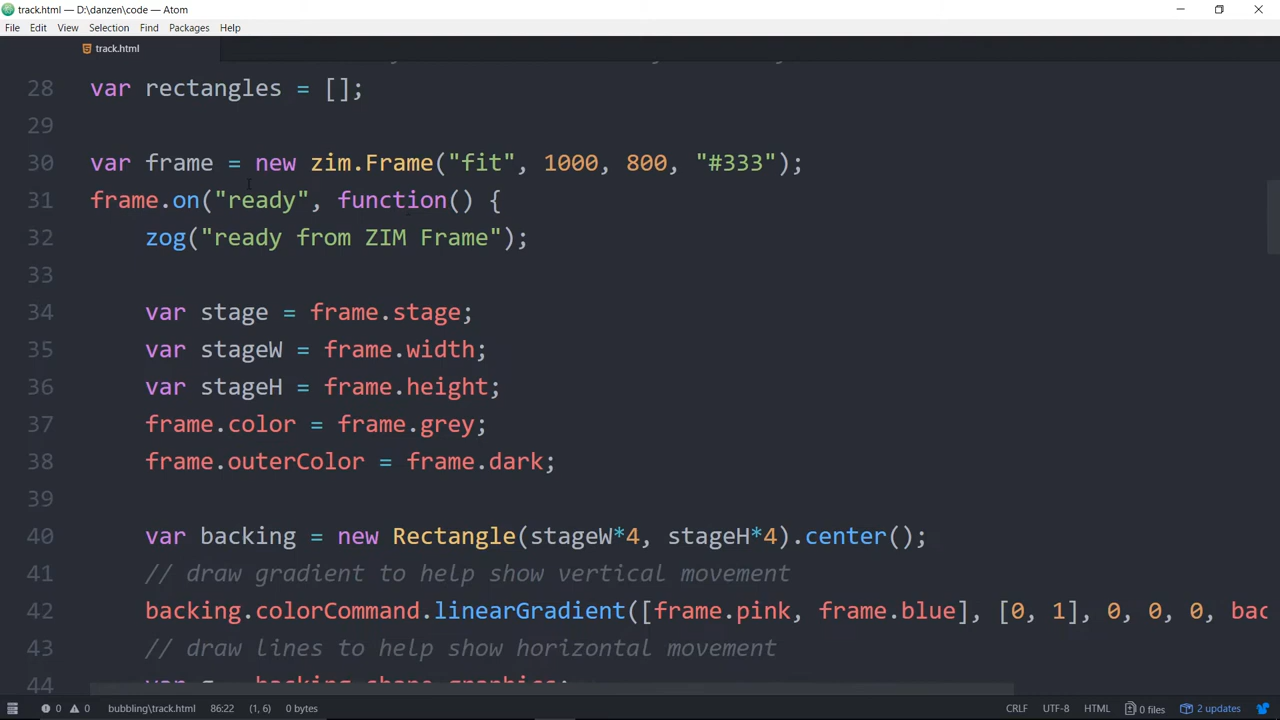 track.html — D:\danzen\code — Atom
File Edit View Selection Find Packages Help
track.html
28 var rectangles = [];
29
30 var frame = new zim.Frame("fit", 1000, 800, "#333");
31 frame.on("ready", function() {
32 zog("ready from ZIM Frame");
33
34 var stage = frame.stage;
35 var stageW = frame.width;
36 var stageH = frame.height;
37 frame.color = frame.grey;
38 frame.outerColor = frame.dark;
39
40 var backing = new Rectangle(stageW*4, stageH*4).center();
41 // draw gradient to help show vertical movement
42 backing.colorCommand.linearGradient([frame.pink, frame.blue], [0, 1], 0, 0, 0, bac
43 // draw lines to help show horizontal movement
44 var g = backing.shape.graphics;
0 0 bubbling\track.html 86:22 (1, 6) 0 bytes CRLF UTF-8 HTML 0 files 2 updates